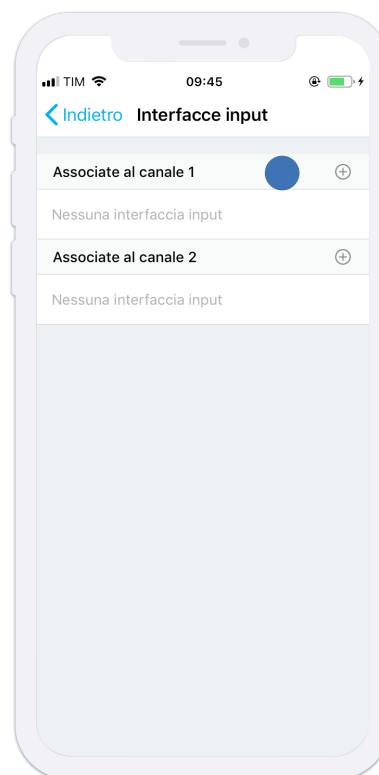 TIM 09:45
Indietro Interfacce input
Associate al canale 1
Nessuna interfaccia input
Associate al canale 2
Nessuna interfaccia input